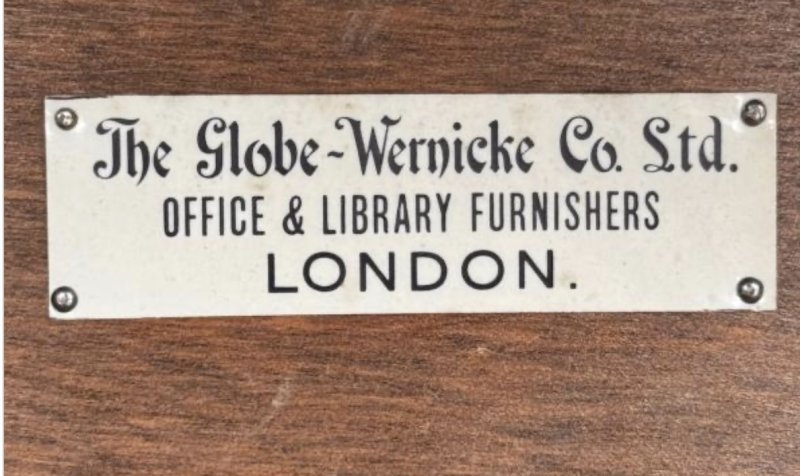 The Globe-Wernicke Co. Ltd.
OFFICE & LIBRARY FURNISHERS
LONDON.